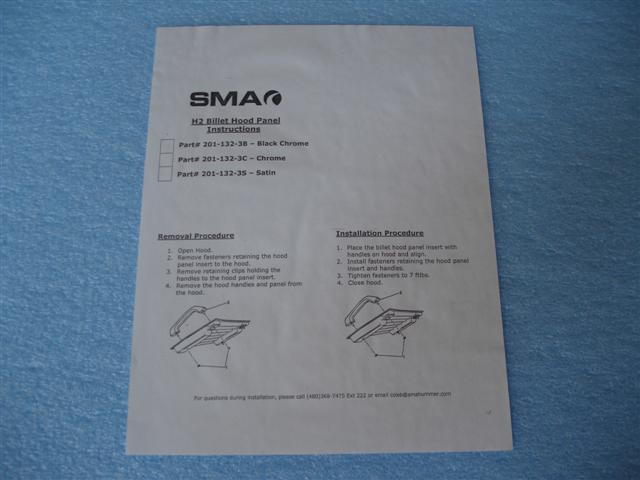 SMA
H2 Billet Hood Panel
Instructions
Part# 201-132-3B – Black Chrome
Part# 201-132-3C – Chrome
Part# 201-132-3S – Satin
Removal Procedure
1. Open Hood.
2. Remove fasteners retaining the hood
panel insert to the hood.
3. Remove retaining clips holding the
handles to the hood panel insert.
4. Remove the hood handles and panel from
the hood.
Installation Procedure
1. Place the billet hood panel insert with
handles on hood and align.
2. Install fasteners retaining the hood panel
insert and handles.
3. Tighten fasteners to 7 ftlbs.
4. Close hood.
For questions during installation, please call (480)368-7475 Ext 222 or email coleb@smahummer.com